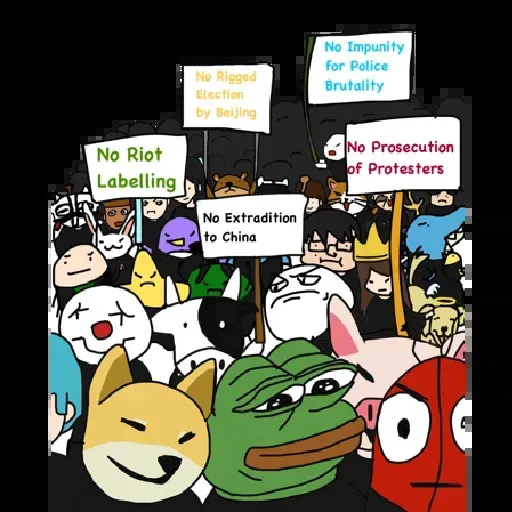 No Impunity
for Police
Brutality
No Rigged
Election
by Beijing
No Prosecution
of Protesters
No Riot
Labelling
No Extradition
to China